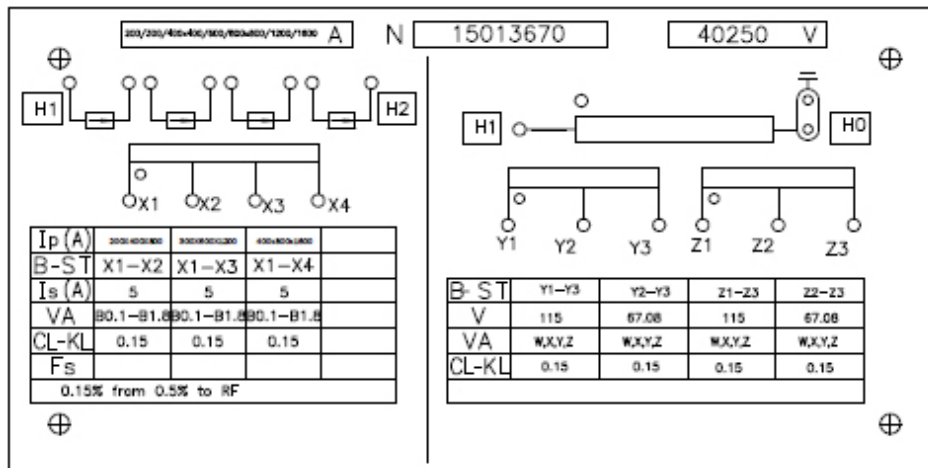 A N 15013670 40250 V
H1 H2
X1 X2 X3 X4
Ip (A)
B-ST X1-X2 X1-X3 X1-X4
Is (A) 5 5 5
VA B0.1-B1.8 B0.1-B1.8 B0.1-B1.8
CL-KL 0.15 0.15 0.15
Fs
0.15% from 0.5% to RF
H1 H0
Y1 Y2 Y3 Z1 Z2 Z3
B-ST Y1-Y3 Y2-Y3 Z1-Z3 Z2-Z3
V 115 67.08 115 67.08
VA W,X,Y,Z W,X,Y,Z W,X,Y,Z W,X,Y,Z
CL-KL 0.15 0.15 0.15 0.15